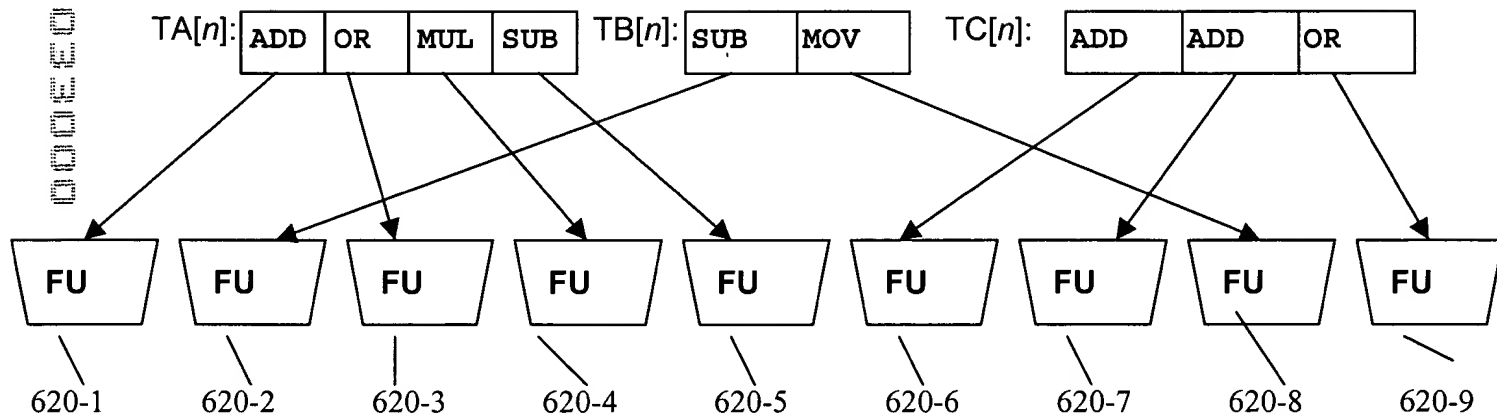 TA[n]: ADD OR MUL SUB TB[n]: SUB MOV TC[n]: ADD ADD OR
FU FU FU FU FU FU FU FU FU
620-1 620-2 620-3 620-4 620-5 620-6 620-7 620-8 620-9